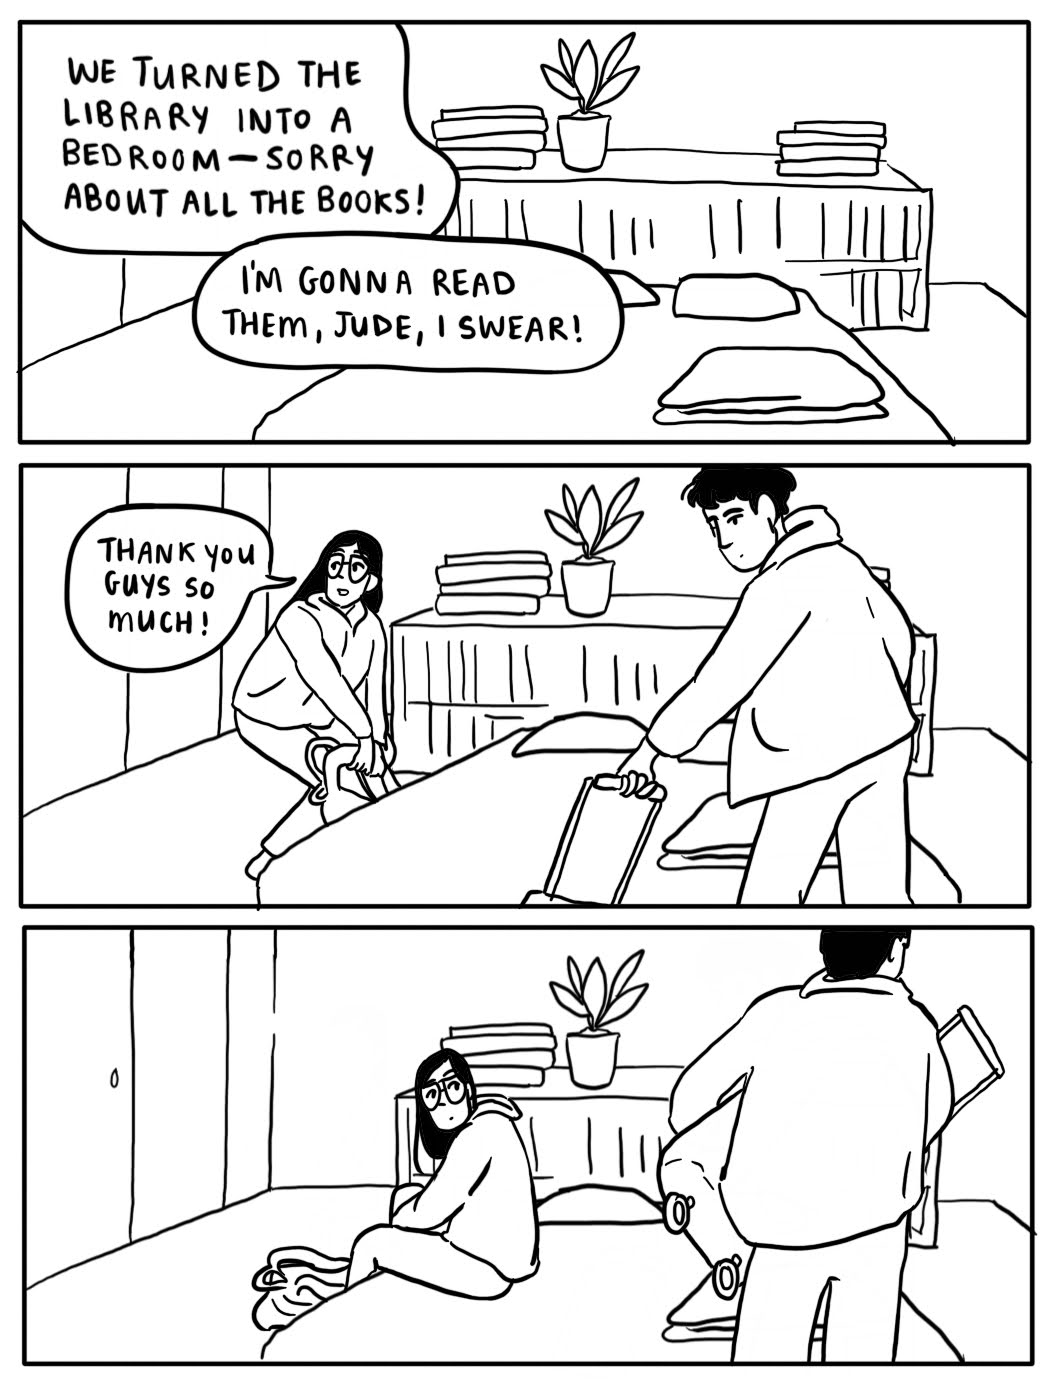 WE TURNED THE
LIBRARY INTO A
BEDROOM—SORRY
ABOUT ALL THE BOOKS!
I'M GONNA READ
THEM, JUDE, I SWEAR!
THANK YOU
GUYS SO
MUCH!